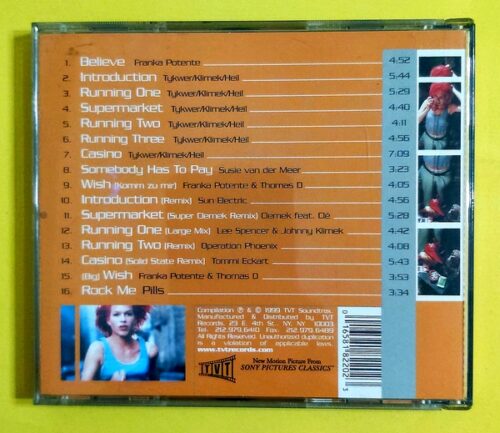 1. Believe Franka Potente 4:52
2. Introduction Tykwer/Klimek/Heil 5:44
3. Running One Tykwer/Klimek/Heil 5:29
4. Supermarket Tykwer/Klimek/Heil 4:40
5. Running Two Tykwer/Klimek/Heil 4:11
6. Running Three Tykwer/Klimek/Heil 4:56
7. Casino Tykwer/Klimek/Heil 7:09
8. Somebody Has To Pay Susie van der Meer 3:23
9. Wish (Komm zu mir) Franka Potente & Thomas D. 4:05
10. Introduction (Remix) Sun Electric 4:56
11. Supermarket (Super Oemek Remix) Oemek feat. Olé 5:28
12. Running One (Large Mix) Lee Spencer & Johnny Klimek 4:42
13. Running Two (Remix) Operation Phoenix 4:08
14. Casino (Solid State Remix) Tommi Eckart 5:43
15. (Big) Wish Franka Potente & Thomas D. 3:53
16. Rock Me Pills 3:34
Compilation ℗ & © 1999 TVT Soundtrax.
Manufactured & Distributed by TVT
Records. 23 E. 4th St., NY, NY 10003
Tel. 212.979.6410 Fax. 212.979.6489
All Rights Reserved. Unauthorized duplication
is a violation of applicable laws.
www.tvtrecords.com
TVT
New Motion Picture From
SONY PICTURES CLASSICS™
0 16581 82202 3